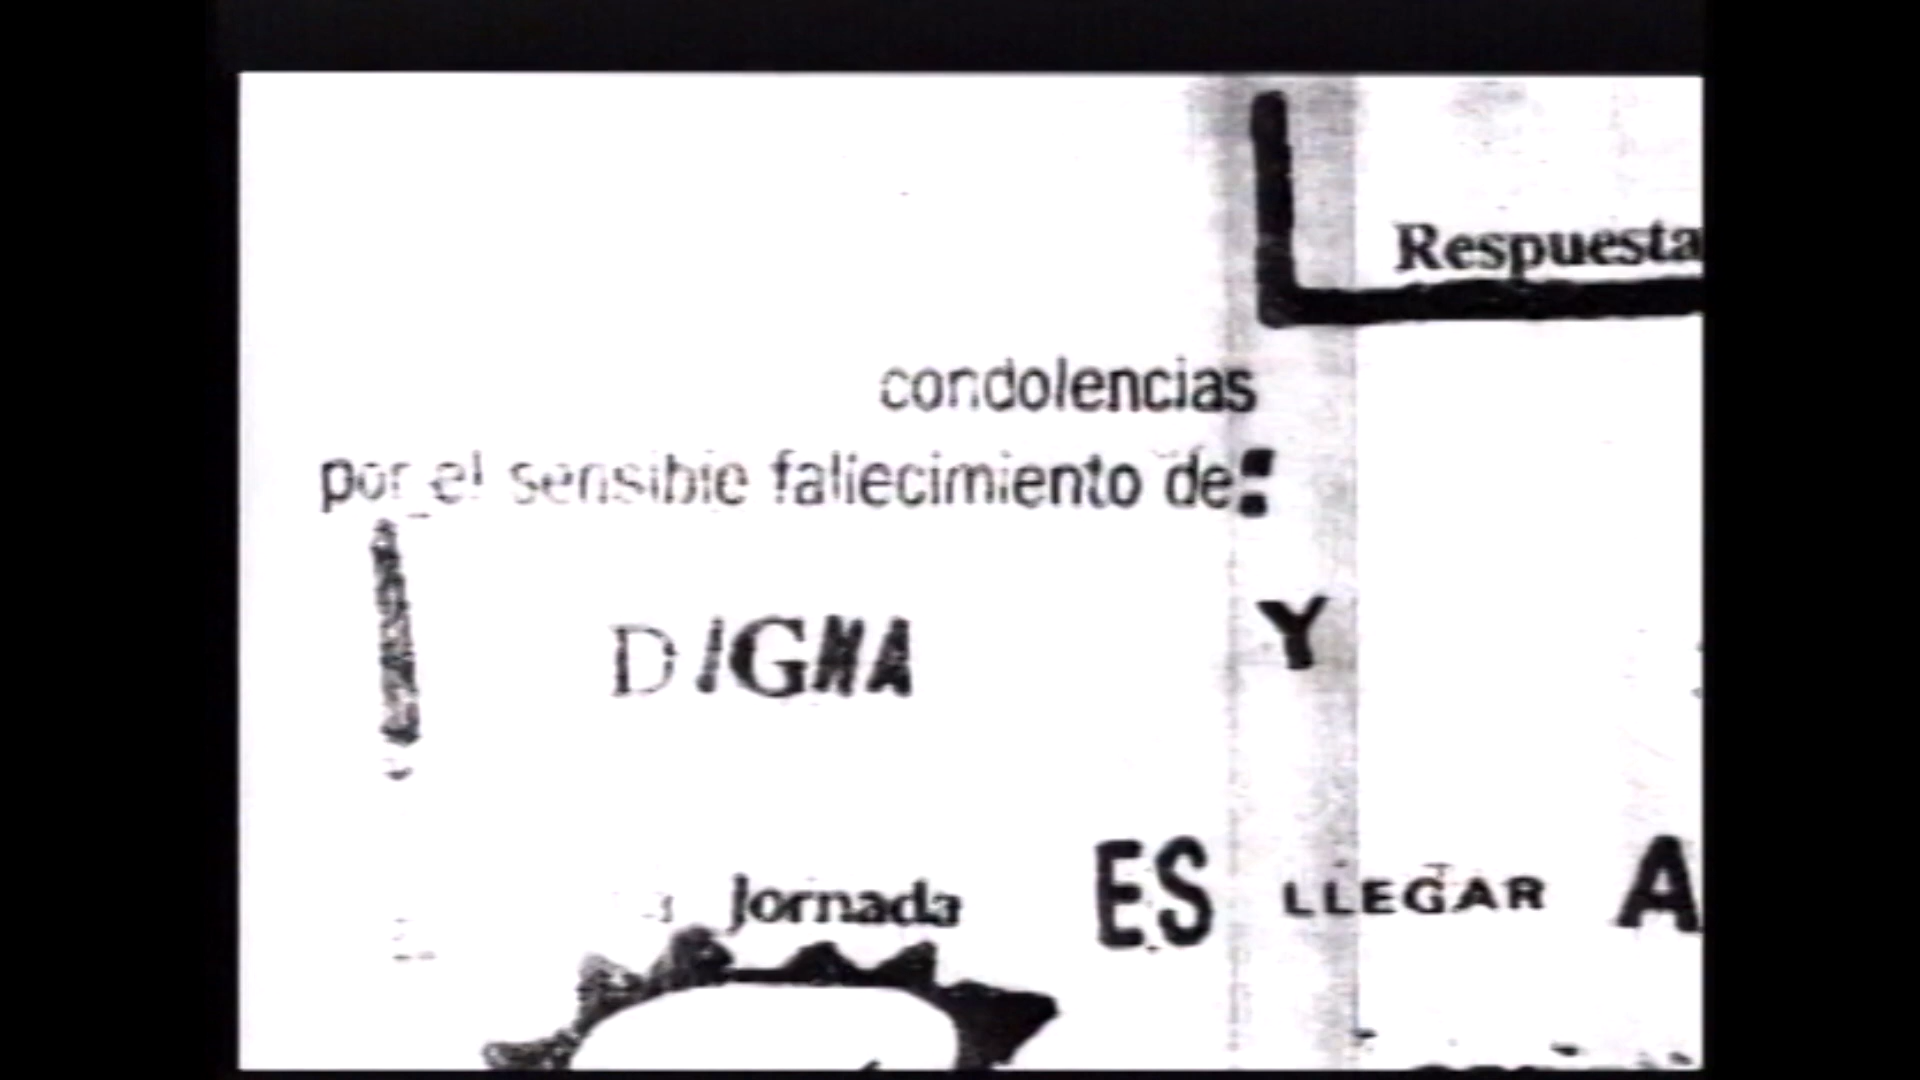 Respuesta
condolencias
por el sensible fallecimiento de:
DIGNA
Y
Jornada
ES LLEGAR A